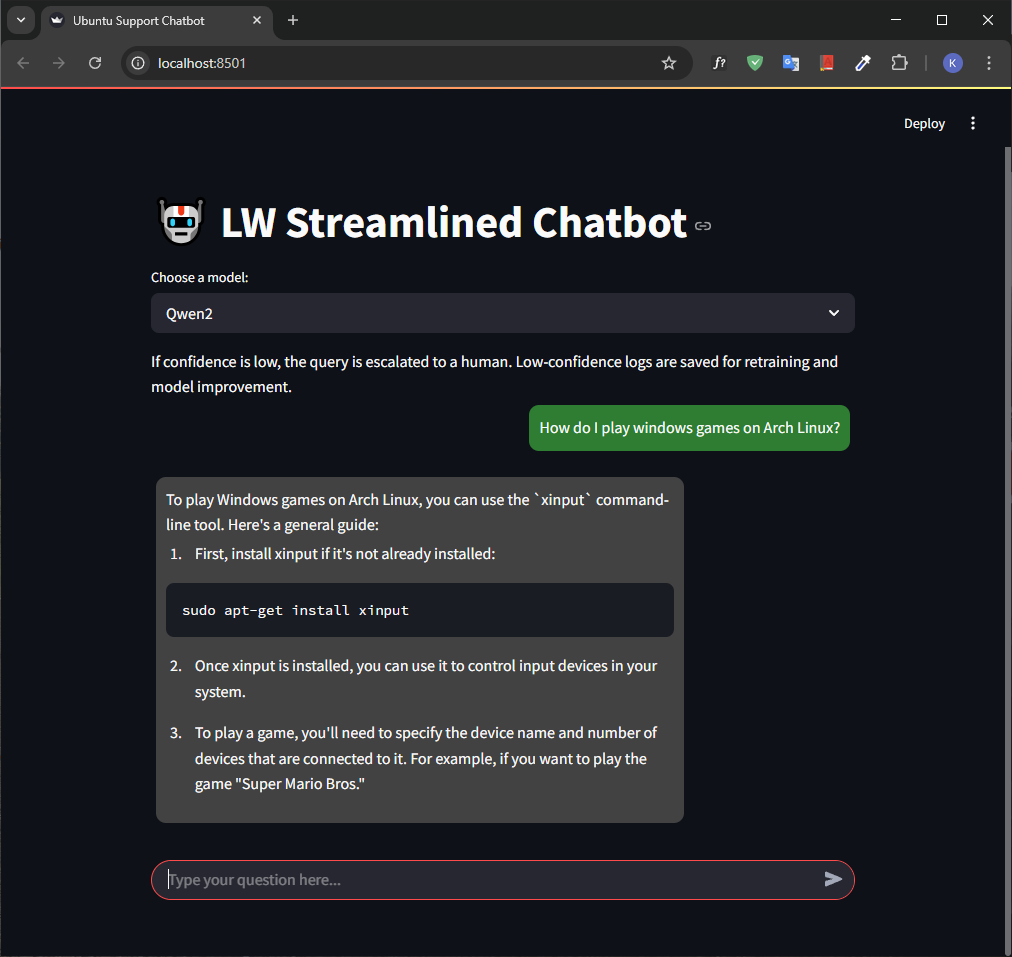 Ubuntu Support Chatbot
localhost:8501
f?
K
Deploy
LW Streamlined Chatbot
Choose a model:
Qwen2
If confidence is low, the query is escalated to a human. Low-confidence logs are saved for retraining and
model improvement.
How do I play windows games on Arch Linux?
To play Windows games on Arch Linux, you can use the `xinput` command-
line tool. Here's a general guide:
1. First, install xinput if it's not already installed:
sudo apt-get install xinput
2. Once xinput is installed, you can use it to control input devices in your
system.
3. To play a game, you'll need to specify the device name and number of
devices that are connected to it. For example, if you want to play the
game "Super Mario Bros."
Type your question here...